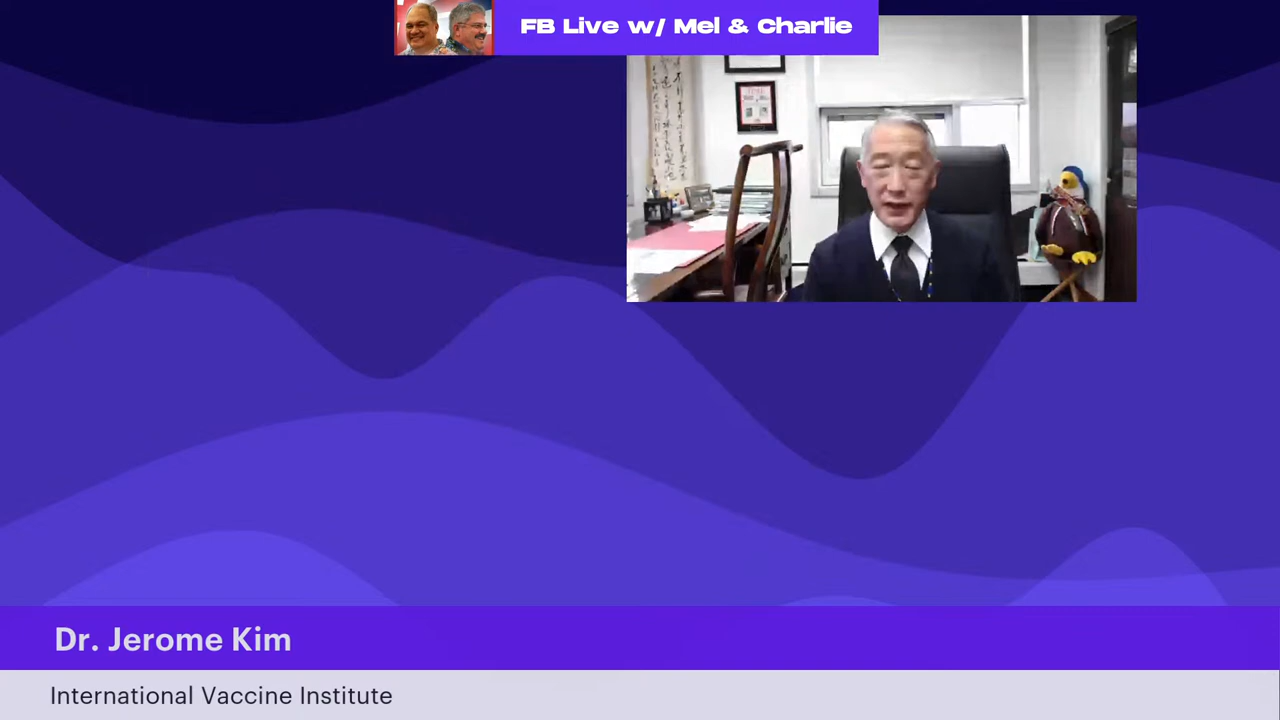 FB Live w/ Mel & Charlie
Dr. Jerome Kim
International Vaccine Institute